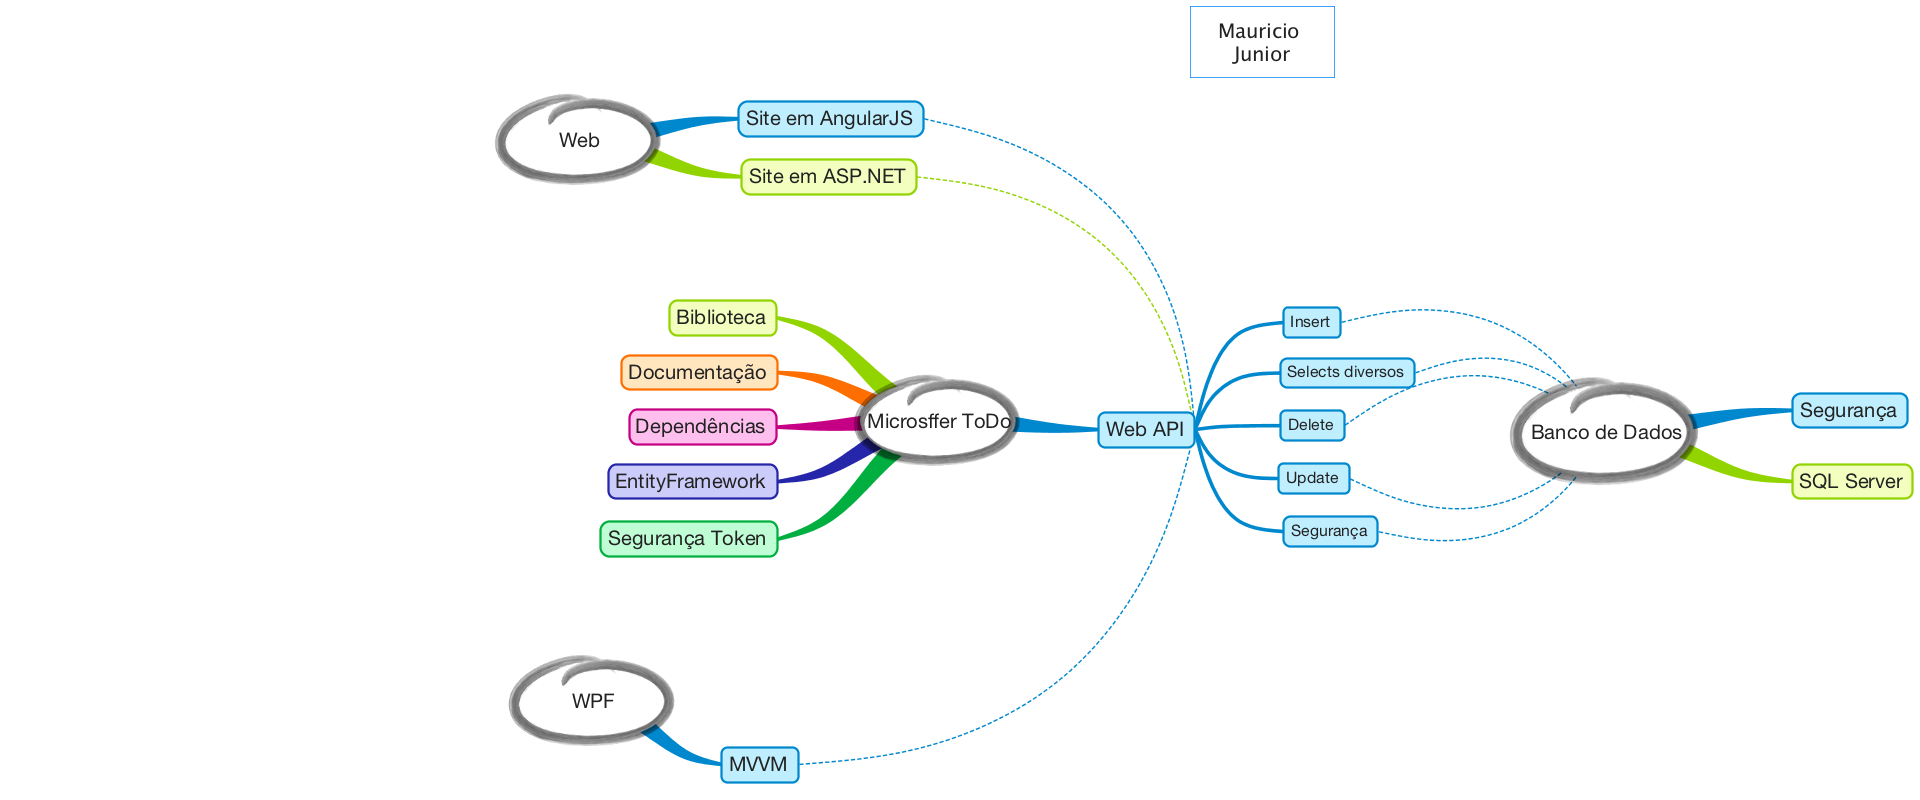 Mauricio
Junior
Web
Site em AngularJS
Site em ASP.NET
Biblioteca
Documentação
Dependências
EntityFramework
Segurança Token
Microsffer ToDo
Web API
Insert
Selects diversos
Delete
Update
Segurança
Banco de Dados
Segurança
SQL Server
WPF
MVVM